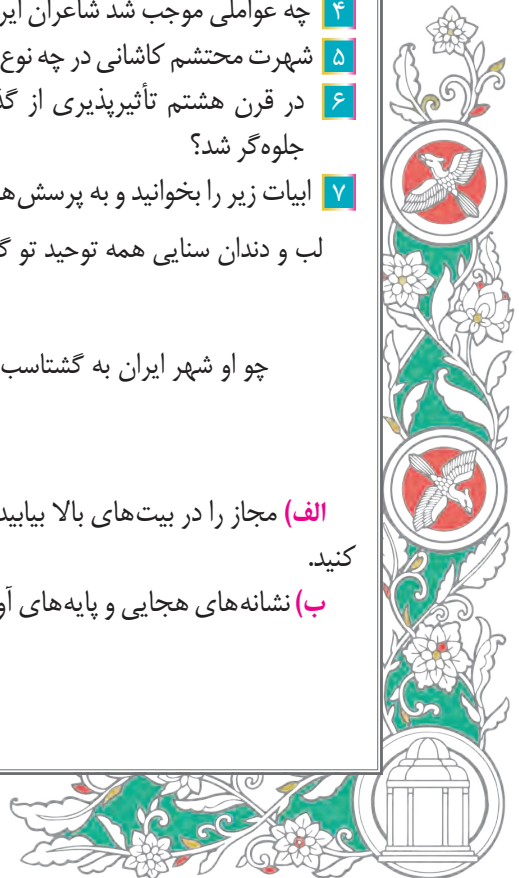 ۴ چه عواملی موجب شد شاعران
۵ شهرت محتشم کاشانی در چه نوع
۶ در قرن هشتم تأثیرپذیری از
جلوه‌گر شد؟
۷ ابیات زیر را بخوانید و به پرسش
لب و دندان سنایی همه توحید تو
چو او شهر ایران به گشتاسب
الف) مجاز را در بیت‌های بالا بیابید
کنید.
ب) نشانه‌های هجایی و پایه‌های